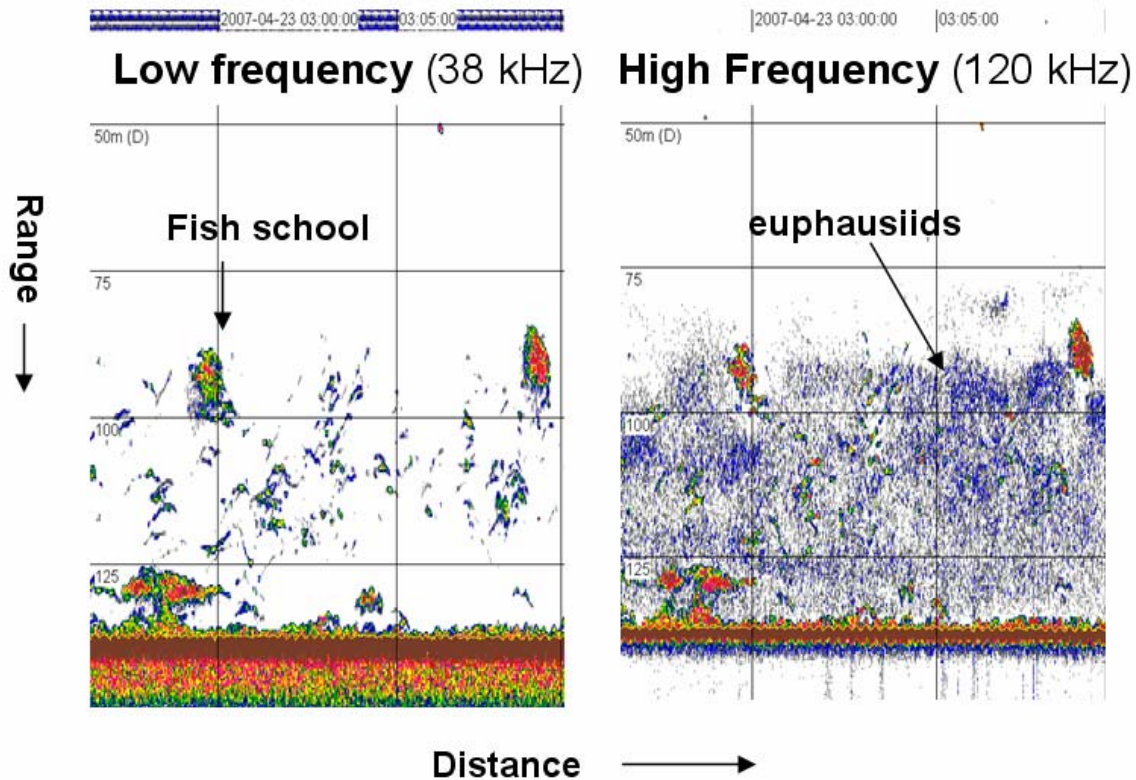 2007-04-23 03:00:00 03:05:00
2007-04-23 03:00:00 03:05:00
Low frequency (38 kHz)
High Frequency (120 kHz)
50m (D)
50m (D)
Range
Fish school
euphausiids
75
75
100
100
125
125
Distance